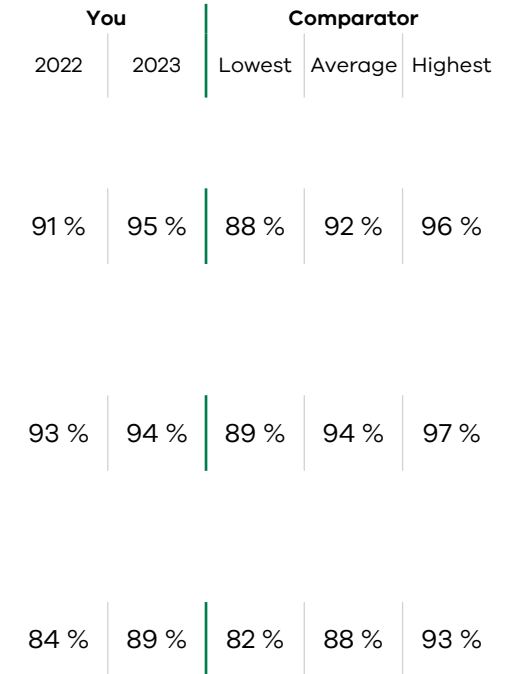 You Comparator
2022 2023 Lowest Average Highest
91 % 95 % 88 % 92 % 96 %
93 % 94 % 89 % 94 % 97 %
84 % 89 % 82 % 88 % 93 %